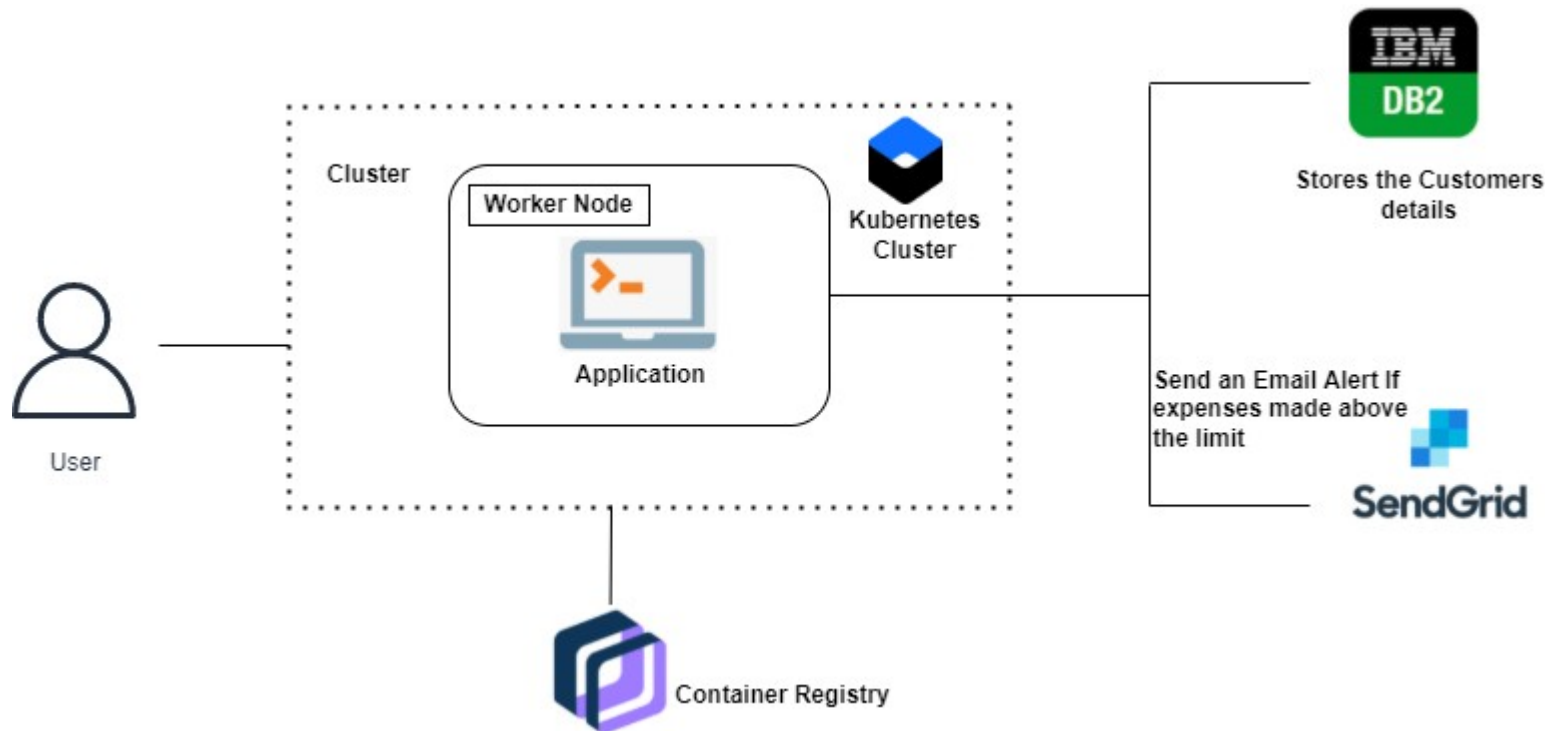 IBM
DB2
Stores the Customers
details
Cluster
Worker Node
Kubernetes
Cluster
Application
User
Send an Email Alert If
expenses made above
the limit
SendGrid
Container Registry